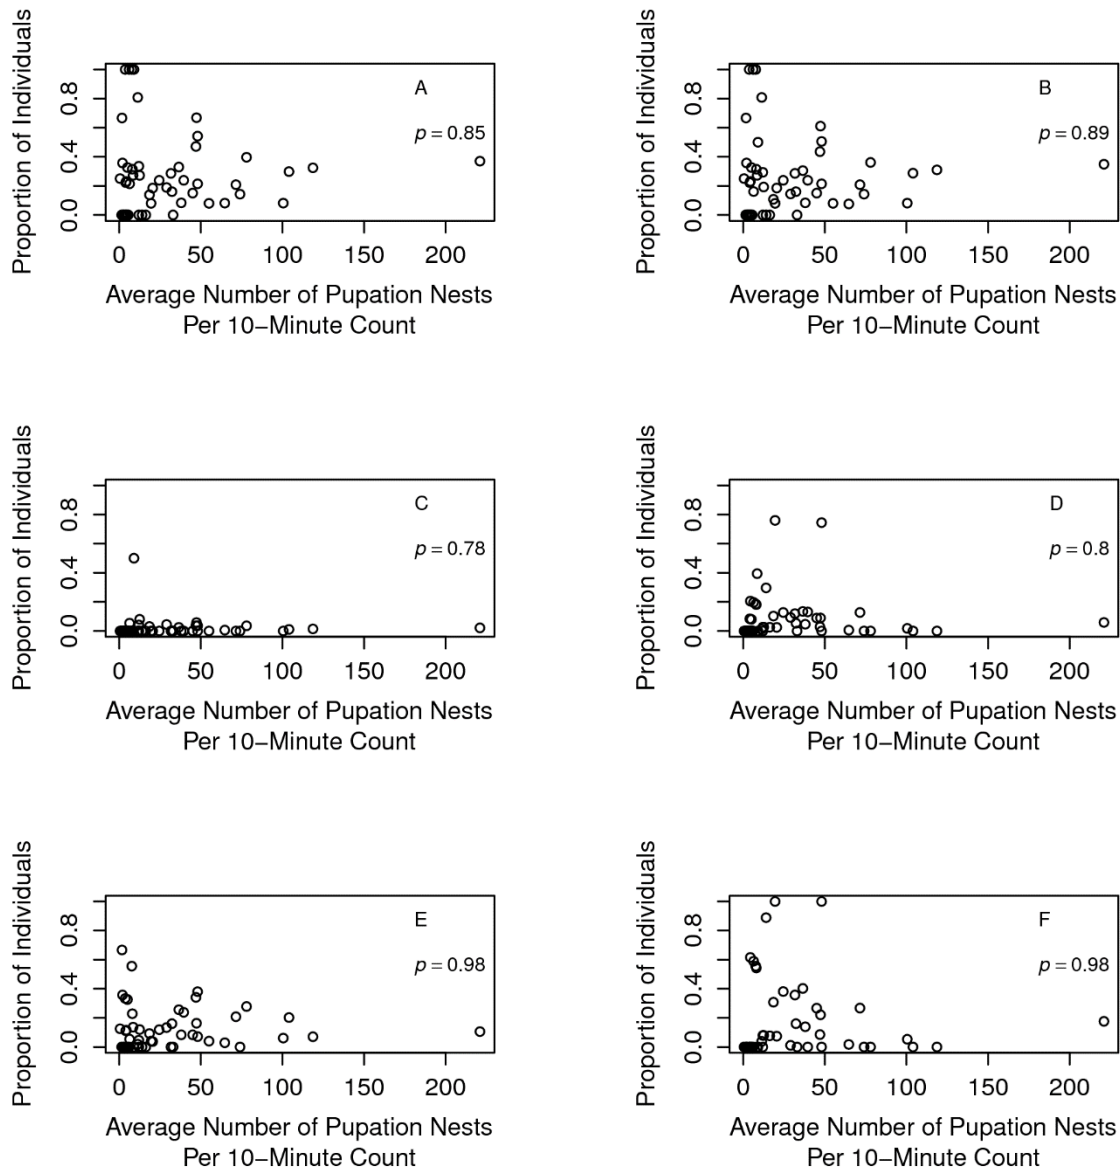 Proportion of Individuals
0.0 0.4 0.8
A
p = 0.85
0 50 100 150 200
Average Number of Pupation Nests
Per 10−Minute Count
Proportion of Individuals
0.0 0.4 0.8
B
p = 0.89
0 50 100 150 200
Average Number of Pupation Nests
Per 10−Minute Count
Proportion of Individuals
0.0 0.4 0.8
C
p = 0.78
0 50 100 150 200
Average Number of Pupation Nests
Per 10−Minute Count
Proportion of Individuals
0.0 0.4 0.8
D
p = 0.8
0 50 100 150 200
Average Number of Pupation Nests
Per 10−Minute Count
Proportion of Individuals
0.0 0.4 0.8
E
p = 0.98
0 50 100 150 200
Average Number of Pupation Nests
Per 10−Minute Count
Proportion of Individuals
0.0 0.4 0.8
F
p = 0.98
0 50 100 150 200
Average Number of Pupation Nests
Per 10−Minute Count